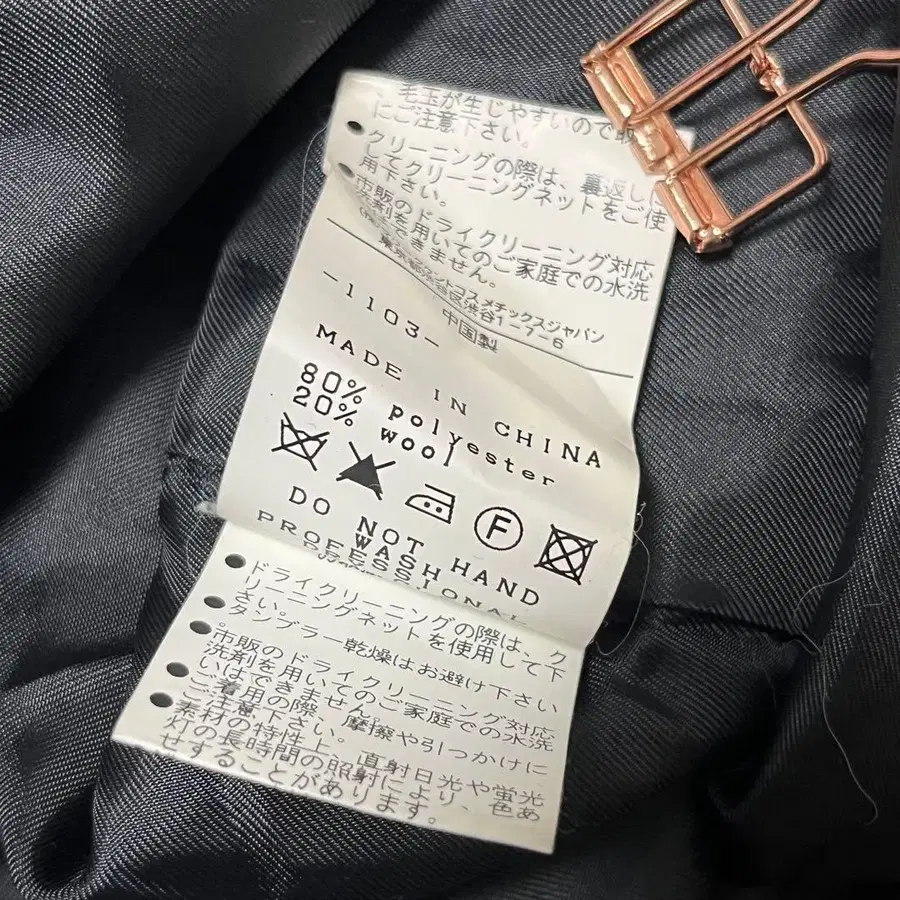 毛玉が生じやすいので取
にご注意下さい。
クリーニングの際は、裏返しに
してクリーニングネットをご使
用下さい。
市販のドライクリーニング対応
洗剤を用いてのご家庭での水洗
できません。
メチックスジャパン
渋谷1-7-6
中国製
-1103-
MADE IN CHINA
80% polyester
20% wool
F
DO NOT HAND
WASH
PROFESSIONAL
ドライクリーニングの際は、ク
リーニングネットを使用して下
さい。
タンブラー乾燥はお避け下さい
市販のドライクリーニング対応
洗剤を用いてのご家庭での水洗
いはできません。
ご着用の際、摩擦や引つかけに
ご注意下さい。
素材の特性上、直射日光や蛍光
灯の長時間の照射により、色あ
せすることがあります。